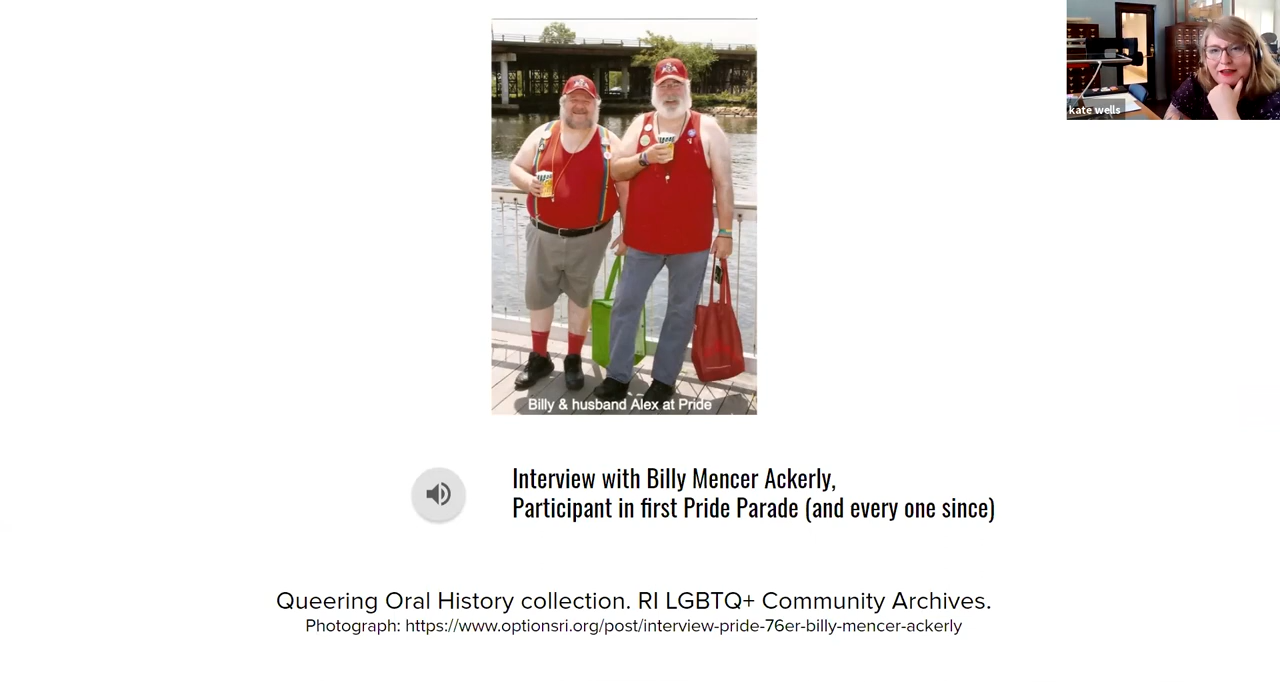 kate wells
Billy & husband Alex at Pride
Interview with Billy Mencer Ackerly,
Participant in first Pride Parade (and every one since)
Queering Oral History collection. RI LGBTQ+ Community Archives.
Photograph: https://www.optionsri.org/post/interview-pride-76er-billy-mencer-ackerly